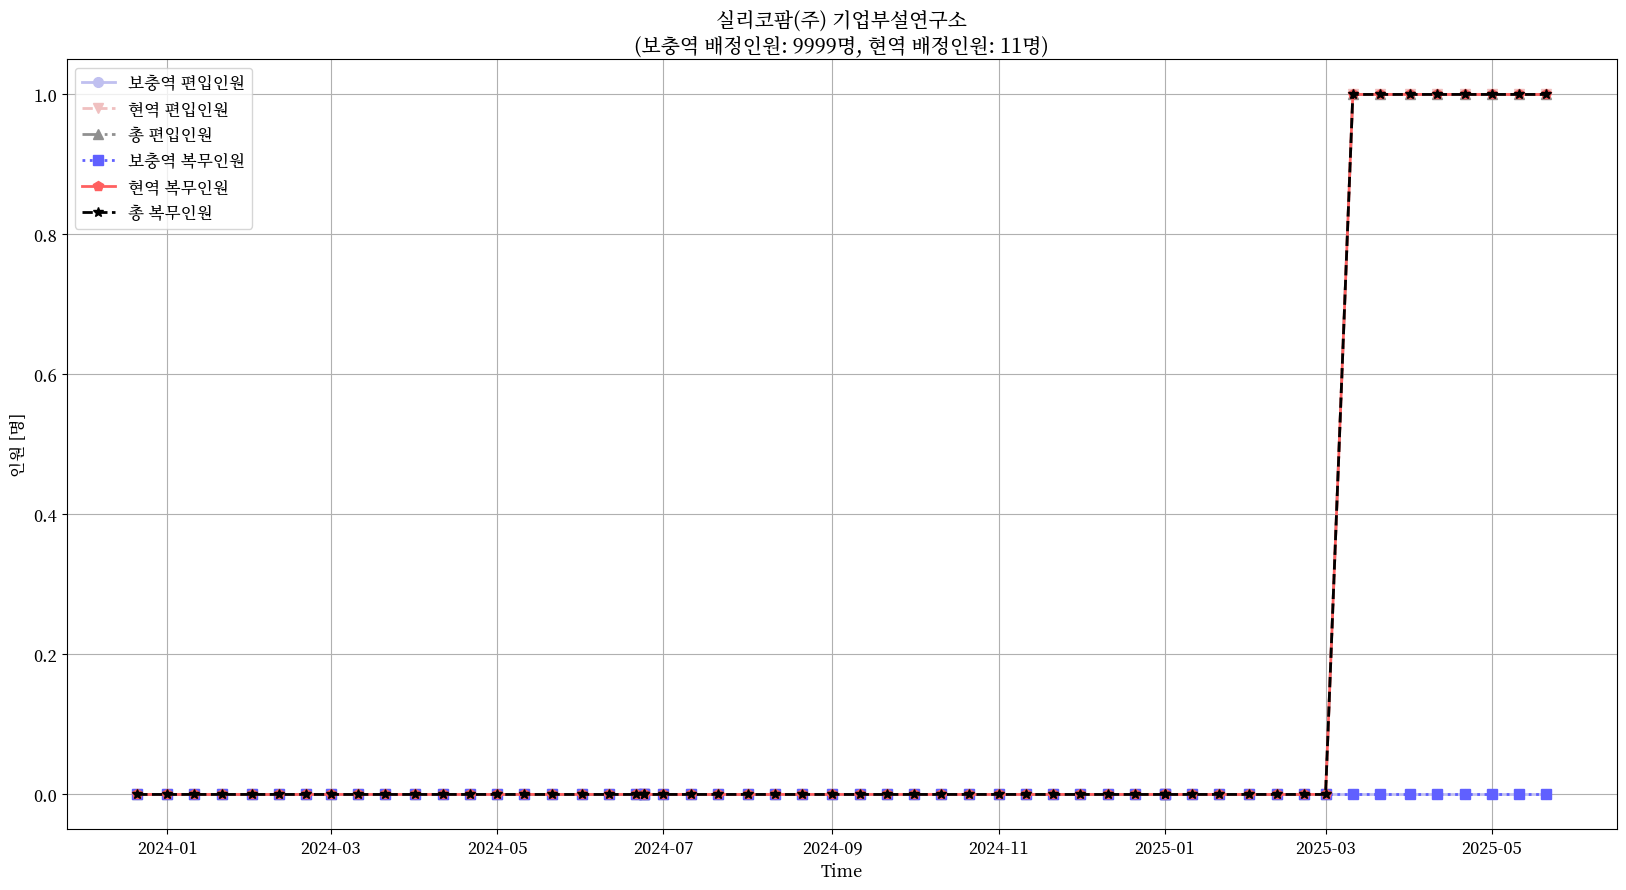 실리코팜(주) 기업부설연구소
(보충역 배정인원: 9999명, 현역 배정인원: 11명)
보충역 편입인원
현역 편입인원
총 편입인원
보충역 복무인원
현역 복무인원
총 복무인원
1.0
0.8
0.6
0.4
0.2
0.0
인원 [명]
2024-01
2024-03
2024-05
2024-07
2024-09
2024-11
2025-01
2025-03
2025-05
Time